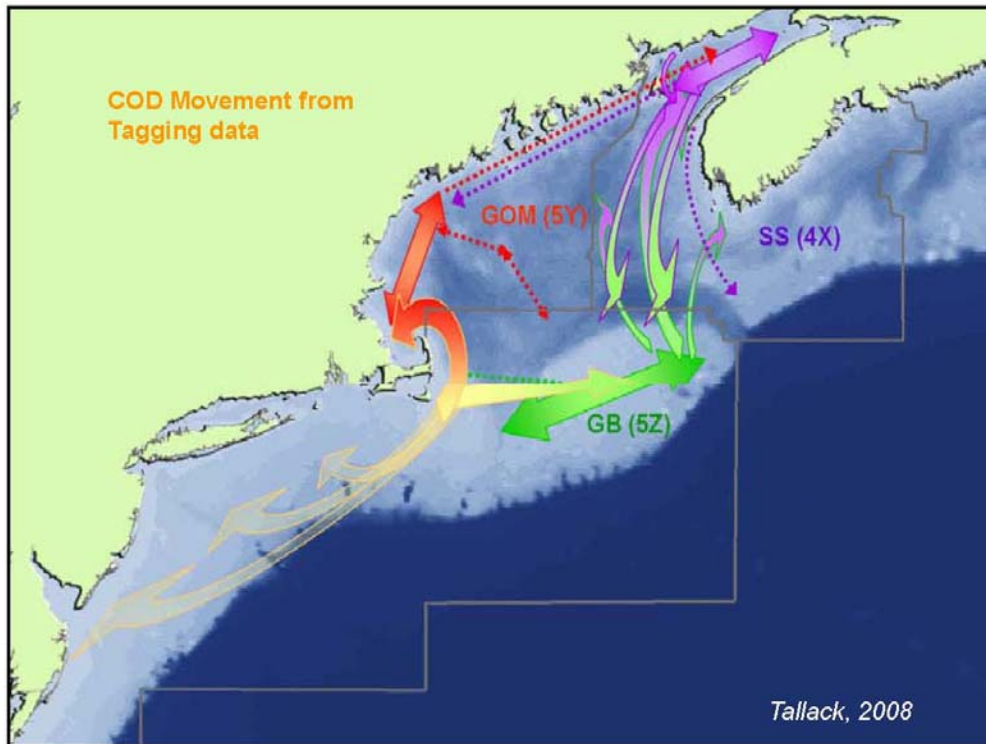 COD Movement from
Tagging data
GOM (5Y)
SS (4X)
GB (5Z)
Tallack, 2008